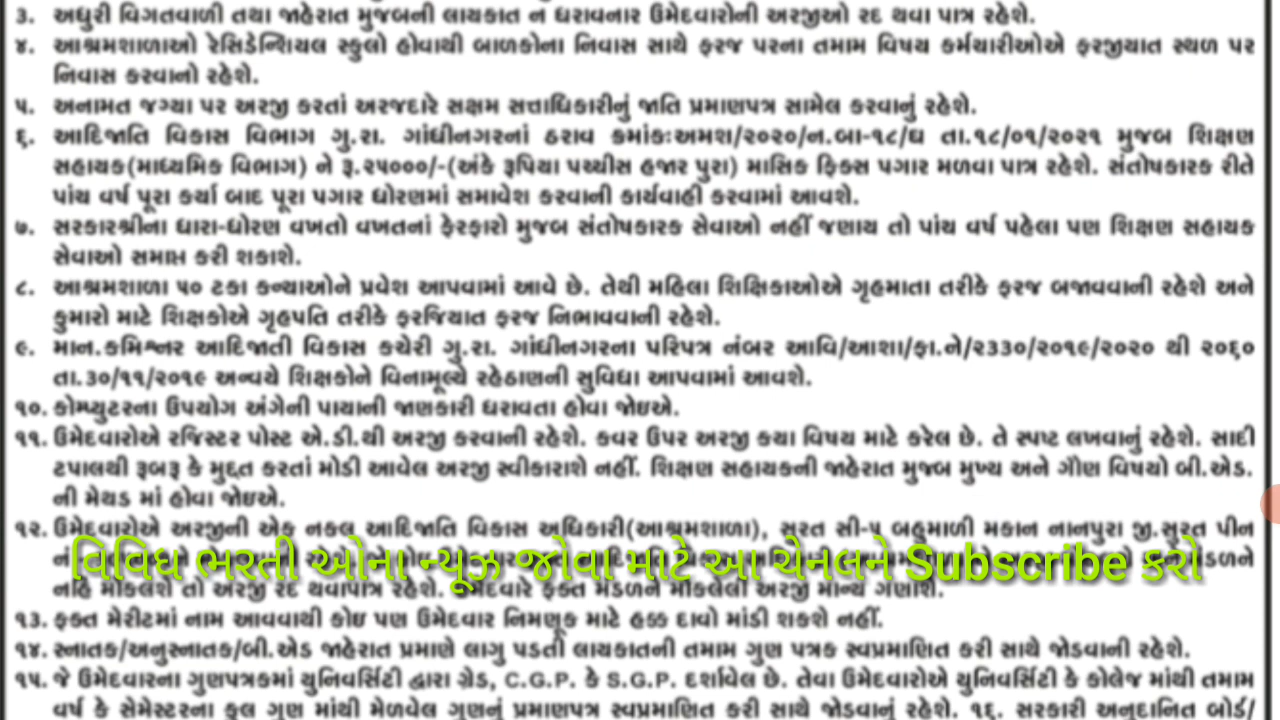 ૩. અધુરી વિગતવાળી તથા જાહેરાત મુજબની લાયકાત ન ધરાવનાર ઉમેદવારોની અરજીઓ રદ થવા પાત્ર રહેશે.
૪. આશ્રમશાળાઓ રેસિડેન્શિયલ સ્કુલો હોવાથી બાળકોના નિવાસ સાથે ફરજ પરના તમામ વિષય કર્મચારીઓએ ફરજીયાત સ્થળ પર
નિવાસ કરવાનો રહેશે.
૫. અનામત જગ્યા પર અરજી કરતાં અરજદારે સક્ષમ સત્તાધિકારીનું જાતિ પ્રમાણપત્ર સામેલ કરવાનું રહેશે.
૬. આદિજાતિ વિકાસ વિભાગ ગુ.રા. ગાંધીનગરનાં ઠરાવ કમાંકઃઅમશ/૨૦૨૦/ન.બા-૧૮/ઘ તા.૧૮/૦૧/૨૦૨૧ મુજબ શિક્ષણ
સહાયક(માધ્યમિક વિભાગ) ને રૂ.૨૫૦૦૦/-(અંકે રૂપિયા પચ્ચીસ હજાર પુરા) માસિક ફિક્સ પગાર મળવા પાત્ર રહેશે. સંતોષકારક રીતે
પાંચ વર્ષ પૂરા કર્યા બાદ પૂરા પગાર ધોરણમાં સમાવેશ કરવાની કાર્યવાહી કરવામાં આવશે.
૭. સરકારશ્રીના ધારા-ધોરણ વખતો વખતનાં ફેરફારો મુજબ સંતોષકારક સેવાઓ નહીં જણાય તો પાંચ વર્ષ પહેલા પણ શિક્ષણ સહાયક
સેવાઓ સમાપ્ત કરી શકાશે.
૮. આશ્રમશાળા ૫૦ ટકા કન્યાઓને પ્રવેશ આપવામાં આવે છે. તેથી મહિલા શિક્ષિકાઓએ ગૃહમાતા તરીકે ફરજ બજાવવાની રહેશે અને
કુમારો માટે શિક્ષકોએ ગૃહપતિ તરીકે ફરજિયાત ફરજ નિભાવવાની રહેશે.
૯. માન.કમિશ્નર આદિજાતી વિકાસ કચેરી ગુ.રા. ગાંધીનગરના પરિપત્ર નંબર આવિ/આશા/ફા.ને/૨૩૩૦/૨૦૧૯/૨૦૨૦ થી ૨૦૬૦
તા.૩૦/૧૧/૨૦૧૯ અન્વયે શિક્ષકોને વિનામૂલ્યે રહેઠાણની સુવિધા આપવામાં આવશે.
૧૦. કોમ્પ્યુટરના ઉપયોગ અંગેની પાયાની જાણકારી ધરાવતા હોવા જોઇએ.
૧૧. ઉમેદવારોએ રજિસ્ટર પોસ્ટ એ.ડી.થી અરજી કરવાની રહેશે. કવર ઉપર અરજી કયા વિષય માટે કરેલ છે. તે સ્પષ્ટ લખવાનું રહેશે. સાદી
ટપાલથી રૂબરૂ કે મુદ્દત કરતાં મોડી આવેલ અરજી સ્વીકારાશે નહીં. શિક્ષણ સહાયકની જાહેરાત મુજબ મુખ્ય અને ગૌણ વિષયો બી.એડ.
ની મેથડ માં હોવા જોઇએ.
૧૨. ઉમેદવારોએ અરજીની એક નકલ આદિજાતિ વિકાસ અધિકારી(આશ્રમશાળા), સુરત સી-૫ બહુમાળી મકાન નાનપુરા જી.સુરત પીન
વિવિધ ભરતી ઓના ન્યૂઝ જોવા માટે આ ચેનલને Subscribe કરો
નહિ મોકલશે તો અરજી રદ થવાપાત્ર રહેશે. ઉમેદવારે ફક્ત મંડળને મોકલેલી અરજી માન્ય ગણાશે.
૧૩. ફક્ત મેરીટમાં નામ આવવાથી કોઇ પણ ઉમેદવાર નિમણૂક માટે હક્ક દાવો માંડી શકશે નહીં.
૧૪. સ્નાતક/અનુસ્નાતક/બી.એડ જાહેરાત પ્રમાણે લાગુ પડતી લાયકાતની તમામ ગુણ પત્રક સ્વપ્રમાણિત કરી સાથે જોડવાની રહેશે.
૧૫. જે ઉમેદવારના ગુણપત્રકમાં યુનિવર્સિટી દ્વારા ગ્રેડ, C.G.P. કે S.G.P. દર્શાવેલ છે. તેવા ઉમેદવારોએ યુનિવર્સિટી કે કોલેજ માંથી તમામ
વર્ષ કે સેમેસ્ટરના કુલ ગુણ માંથી મેળવેલ ગુણનું પ્રમાણપત્ર સ્વપ્રમાણિત કરી સાથે જોડવાનું રહેશે. ૧૬. સરકારી અનુદાનિત બોર્ડ/